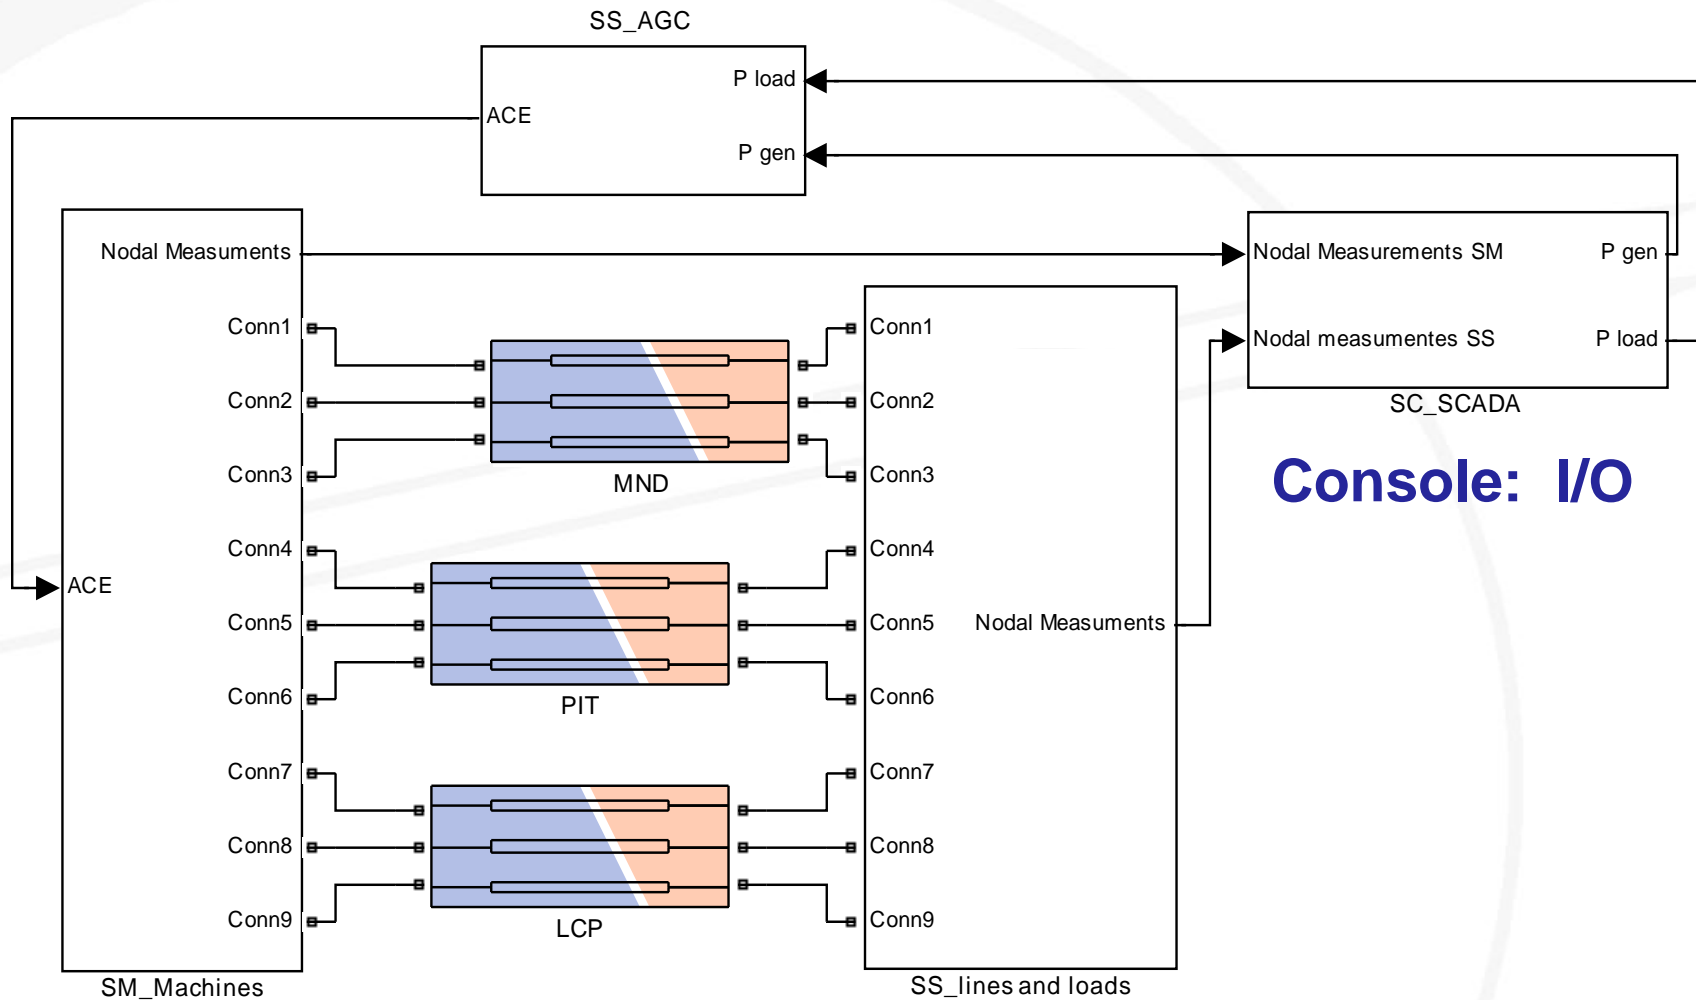 SS_AGC
P load
ACE
P gen
Nodal Measuments
Conn1
Conn2
Conn3
Conn4
ACE
Conn5
Conn6
Conn7
Conn8
Conn9
SM_Machines
MND
PIT
LCP
Conn1
Conn2
Conn3
Conn4
Conn5
Nodal Measuments
Conn6
Conn7
Conn8
Conn9
SS_lines and loads
Nodal Measurements SM
P gen
Nodal measumentes SS
P load
SC_SCADA
Console: I/O